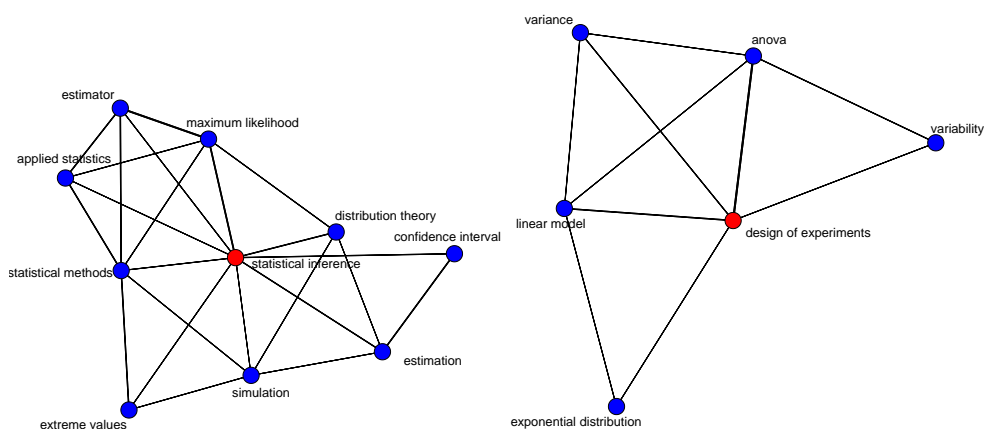 variance
anova
estimator
maximum likelihood
variability
applied statistics
distribution theory
linear model
confidence interval
design of experiments
statistical inference
statistical methods
estimation
simulation
extreme values
exponential distribution